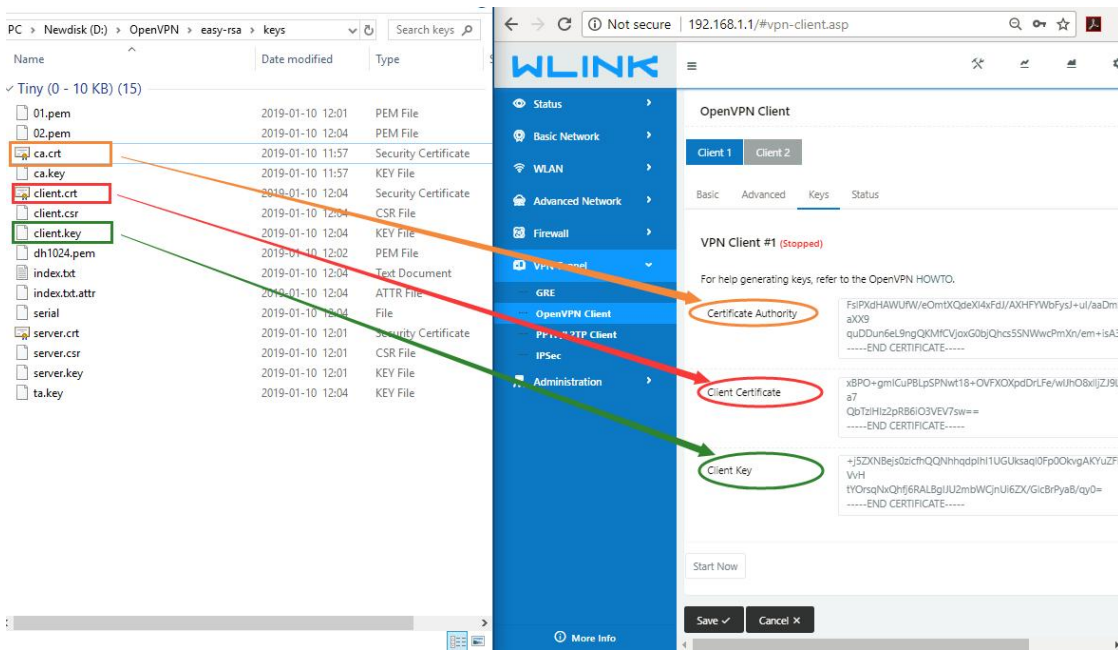 PC > Newdisk (D:) > OpenVPN > easy-rsa > keys
Search keys
Name Date modified Type
Tiny (0 - 10 KB) (15)
01.pem 2019-01-10 12:01 PEM File
02.pem 2019-01-10 12:04 PEM File
ca.crt 2019-01-10 11:57 Security Certificate
ca.key 2019-01-10 11:57 KEY File
client.crt 2019-01-10 12:04 Security Certificate
client.csr 2019-01-10 12:04 CSR File
client.key 2019-01-10 12:04 KEY File
dh1024.pem 2019-01-10 12:02 PEM File
index.txt 2019-01-10 12:04 Text Document
index.txt.attr 2019-01-10 12:04 ATTR File
serial 2019-01-10 12:04 File
server.crt 2019-01-10 12:01 Security Certificate
server.csr 2019-01-10 12:01 CSR File
server.key 2019-01-10 12:01 KEY File
ta.key 2019-01-10 12:04 KEY File
Not secure | 192.168.1.1/#vpn-client.asp
WLINK
Status
Basic Network
WLAN
Advanced Network
Firewall
VPN Tunnel
GRE
OpenVPN Client
PPTP/L2TP Client
IPSec
Administration
More Info
OpenVPN Client
Client 1 Client 2
Basic Advanced Keys Status
VPN Client #1 (Stopped)
For help generating keys, refer to the OpenVPN HOWTO.
Certificate Authority
aXX9
-----END CERTIFICATE-----
Client Certificate
a7
QbTziHIz2pRB6iO3VEV7sw==
-----END CERTIFICATE-----
Client Key
VvH
-----END CERTIFICATE-----
Start Now
Save Cancel